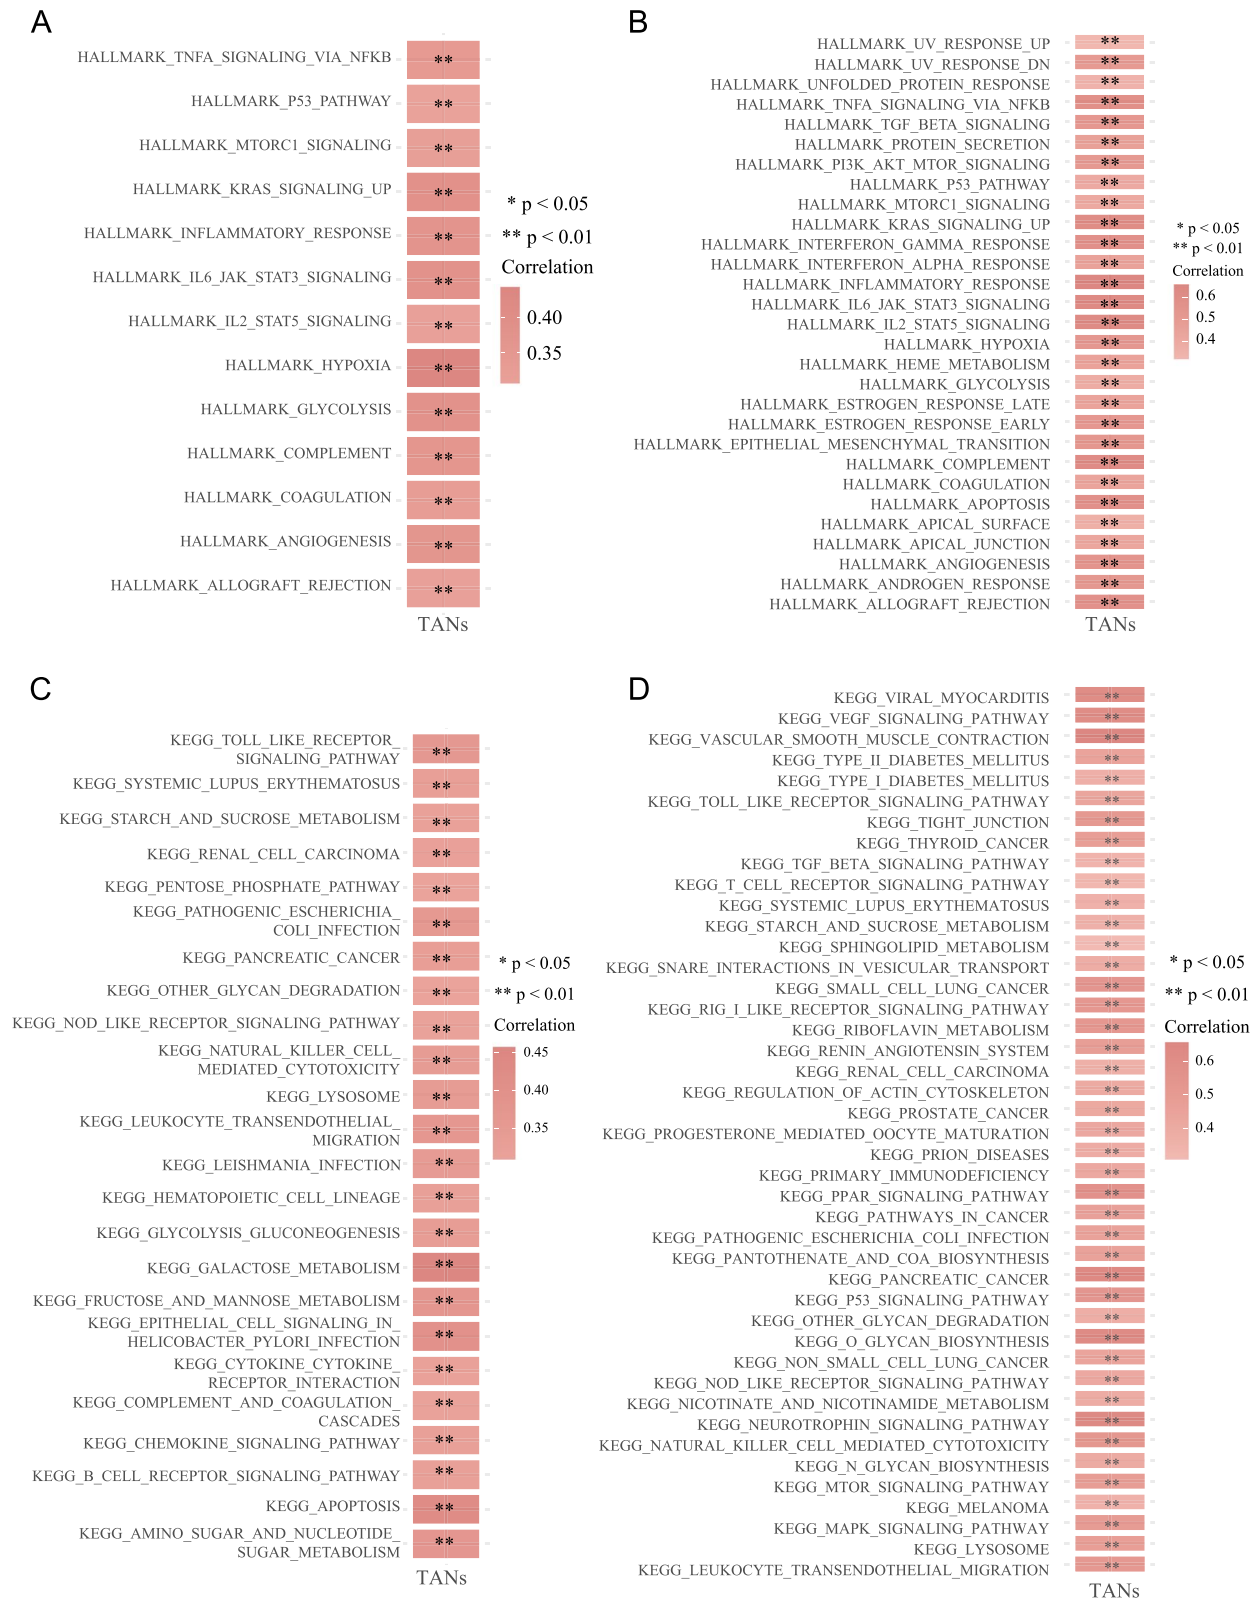 A
HALLMARK_TNFA_SIGNALING_VIA_NFKB **
HALLMARK_P53_PATHWAY **
HALLMARK_MTORC1_SIGNALING **
HALLMARK_KRAS_SIGNALING_UP **
HALLMARK_INFLAMMATORY_RESPONSE **
HALLMARK_IL6_JAK_STAT3_SIGNALING **
HALLMARK_IL2_STAT5_SIGNALING **
HALLMARK_HYPOXIA **
HALLMARK_GLYCOLYSIS **
HALLMARK_COMPLEMENT **
HALLMARK_COAGULATION **
HALLMARK_ANGIOGENESIS **
HALLMARK_ALLOGRAFT_REJECTION **
TANs
* p < 0.05
** p < 0.01
Correlation
0.40
0.35
B
HALLMARK_UV_RESPONSE_UP **
HALLMARK_UV_RESPONSE_DN **
HALLMARK_UNFOLDED_PROTEIN_RESPONSE **
HALLMARK_TNFA_SIGNALING_VIA_NFKB **
HALLMARK_TGF_BETA_SIGNALING **
HALLMARK_PROTEIN_SECRETION **
HALLMARK_PI3K_AKT_MTOR_SIGNALING **
HALLMARK_P53_PATHWAY **
HALLMARK_MTORC1_SIGNALING **
HALLMARK_KRAS_SIGNALING_UP **
HALLMARK_INTERFERON_GAMMA_RESPONSE **
HALLMARK_INTERFERON_ALPHA_RESPONSE **
HALLMARK_INFLAMMATORY_RESPONSE **
HALLMARK_IL6_JAK_STAT3_SIGNALING **
HALLMARK_IL2_STAT5_SIGNALING **
HALLMARK_HYPOXIA **
HALLMARK_HEME_METABOLISM **
HALLMARK_GLYCOLYSIS **
HALLMARK_ESTROGEN_RESPONSE_LATE **
HALLMARK_ESTROGEN_RESPONSE_EARLY **
HALLMARK_EPITHELIAL_MESENCHYMAL_TRANSITION **
HALLMARK_COMPLEMENT **
HALLMARK_COAGULATION **
HALLMARK_APOPTOSIS **
HALLMARK_APICAL_SURFACE **
HALLMARK_APICAL_JUNCTION **
HALLMARK_ANGIOGENESIS **
HALLMARK_ANDROGEN_RESPONSE **
HALLMARK_ALLOGRAFT_REJECTION **
TANs
* p < 0.05
** p < 0.01
Correlation
0.6
0.5
0.4
C
KEGG_TOLL_LIKE_RECEPTOR_
SIGNALING_PATHWAY **
KEGG_SYSTEMIC_LUPUS_ERYTHEMATOSUS **
KEGG_STARCH_AND_SUCROSE_METABOLISM **
KEGG_RENAL_CELL_CARCINOMA **
KEGG_PENTOSE_PHOSPHATE_PATHWAY **
KEGG_PATHOGENIC_ESCHERICHIA_
COLI_INFECTION **
KEGG_PANCREATIC_CANCER **
KEGG_OTHER_GLYCAN_DEGRADATION **
KEGG_NOD_LIKE_RECEPTOR_SIGNALING_PATHWAY **
KEGG_NATURAL_KILLER_CELL_
MEDIATED_CYTOTOXICITY **
KEGG_LYSOSOME **
KEGG_LEUKOCYTE_TRANSENDOTHELIAL_
MIGRATION **
KEGG_LEISHMANIA_INFECTION **
KEGG_HEMATOPOIETIC_CELL_LINEAGE **
KEGG_GLYCOLYSIS_GLUCONEOGENESIS **
KEGG_GALACTOSE_METABOLISM **
KEGG_FRUCTOSE_AND_MANNOSE_METABOLISM **
KEGG_EPITHELIAL_CELL_SIGNALING_IN_
HELICOBACTER_PYLORI_INFECTION **
KEGG_CYTOKINE_CYTOKINE_
RECEPTOR_INTERACTION **
KEGG_COMPLEMENT_AND_COAGULATION_
CASCADES **
KEGG_CHEMOKINE_SIGNALING_PATHWAY **
KEGG_B_CELL_RECEPTOR_SIGNALING_PATHWAY **
KEGG_APOPTOSIS **
KEGG_AMINO_SUGAR_AND_NUCLEOTIDE_
SUGAR_METABOLISM **
TANs
* p < 0.05
** p < 0.01
Correlation
0.45
0.40
0.35
D
KEGG_VIRAL_MYOCARDITIS **
KEGG_VEGF_SIGNALING_PATHWAY **
KEGG_VASCULAR_SMOOTH_MUSCLE_CONTRACTION **
KEGG_TYPE_II_DIABETES_MELLITUS **
KEGG_TYPE_I_DIABETES_MELLITUS **
KEGG_TOLL_LIKE_RECEPTOR_SIGNALING_PATHWAY **
KEGG_TIGHT_JUNCTION **
KEGG_THYROID_CANCER **
KEGG_TGF_BETA_SIGNALING_PATHWAY **
KEGG_T_CELL_RECEPTOR_SIGNALING_PATHWAY **
KEGG_SYSTEMIC_LUPUS_ERYTHEMATOSUS **
KEGG_STARCH_AND_SUCROSE_METABOLISM **
KEGG_SPHINGOLIPID_METABOLISM **
KEGG_SNARE_INTERACTIONS_IN_VESICULAR_TRANSPORT **
KEGG_SMALL_CELL_LUNG_CANCER **
KEGG_RIG_I_LIKE_RECEPTOR_SIGNALING_PATHWAY **
KEGG_RIBOFLAVIN_METABOLISM **
KEGG_RENIN_ANGIOTENSIN_SYSTEM **
KEGG_RENAL_CELL_CARCINOMA **
KEGG_REGULATION_OF_ACTIN_CYTOSKELETON **
KEGG_PROSTATE_CANCER **
KEGG_PROGESTERONE_MEDIATED_OOCYTE_MATURATION **
KEGG_PRION_DISEASES **
KEGG_PRIMARY_IMMUNODEFICIENCY **
KEGG_PPAR_SIGNALING_PATHWAY **
KEGG_PATHWAYS_IN_CANCER **
KEGG_PATHOGENIC_ESCHERICHIA_COLI_INFECTION **
KEGG_PANTOTHENATE_AND_COA_BIOSYNTHESIS **
KEGG_PANCREATIC_CANCER **
KEGG_P53_SIGNALING_PATHWAY **
KEGG_OTHER_GLYCAN_DEGRADATION **
KEGG_O_GLYCAN_BIOSYNTHESIS **
KEGG_NON_SMALL_CELL_LUNG_CANCER **
KEGG_NOD_LIKE_RECEPTOR_SIGNALING_PATHWAY **
KEGG_NICOTINATE_AND_NICOTINAMIDE_METABOLISM **
KEGG_NEUROTROPHIN_SIGNALING_PATHWAY **
KEGG_NATURAL_KILLER_CELL_MEDIATED_CYTOTOXICITY **
KEGG_N_GLYCAN_BIOSYNTHESIS **
KEGG_MTOR_SIGNALING_PATHWAY **
KEGG_MELANOMA **
KEGG_MAPK_SIGNALING_PATHWAY **
KEGG_LYSOSOME **
KEGG_LEUKOCYTE_TRANSENDOTHELIAL_MIGRATION **
TANs
* p < 0.05
** p < 0.01
Correlation
0.6
0.5
0.4